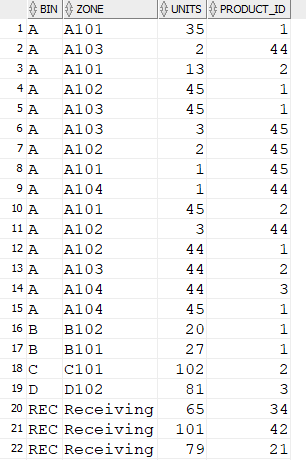 BIN ZONE UNITS PRODUCT_ID
1 A A101 35 1
2 A A103 2 44
3 A A101 13 2
4 A A102 45 1
5 A A103 45 1
6 A A103 3 45
7 A A102 2 45
8 A A101 1 45
9 A A104 1 44
10 A A101 45 2
11 A A102 3 44
12 A A102 44 1
13 A A103 44 2
14 A A104 44 3
15 A A104 45 1
16 B B102 20 1
17 B B101 27 1
18 C C101 102 2
19 D D102 81 3
20 REC Receiving 65 34
21 REC Receiving 101 42
22 REC Receiving 79 21